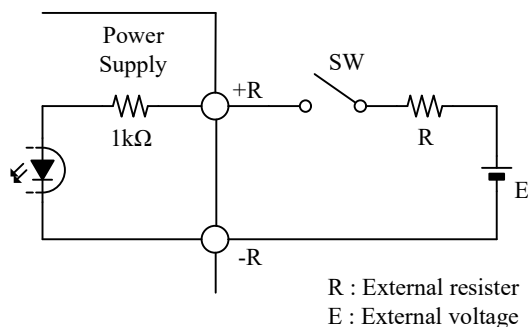 Power
Supply
SW
+R
1kΩ
R
E
-R
R : External resister
E : External voltage